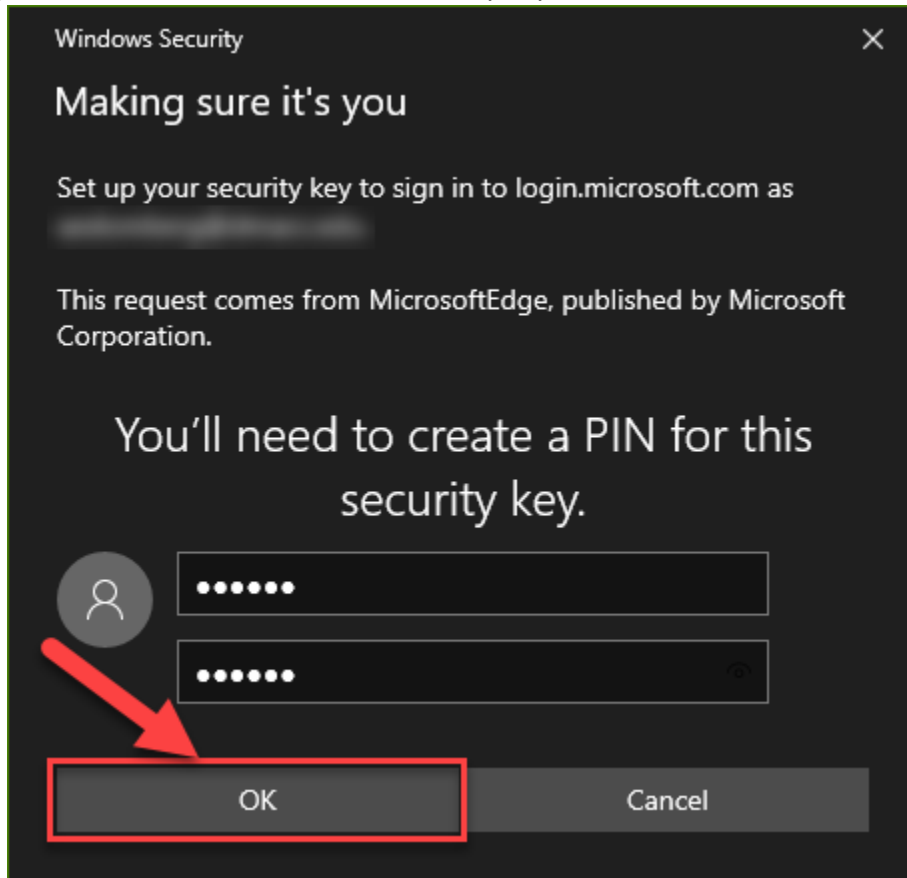 Windows Security
Making sure it's you
Set up your security key to sign in to login.microsoft.com as
This request comes from MicrosoftEdge, published by Microsoft
Corporation.
You’ll need to create a PIN for this
security key.
••••••
••••••
OK
Cancel